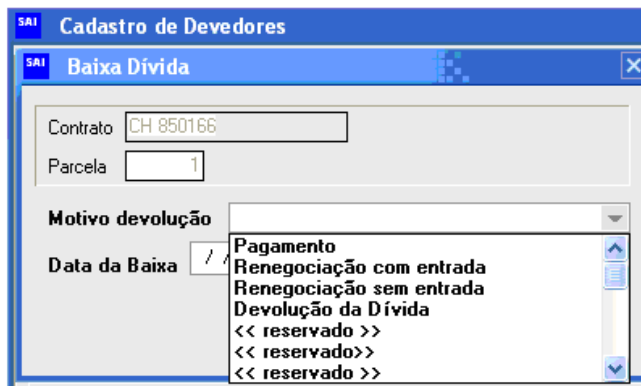 SAI Cadastro de Devedores
SAI Baixa Dívida
Contrato CH 850166
Parcela 1
Motivo devolução
Data da Baixa / /
Pagamento
Renegociação com entrada
Renegociação sem entrada
Devolução da Dívida
<< reservado >>
<< reservado>>
<< reservado >>